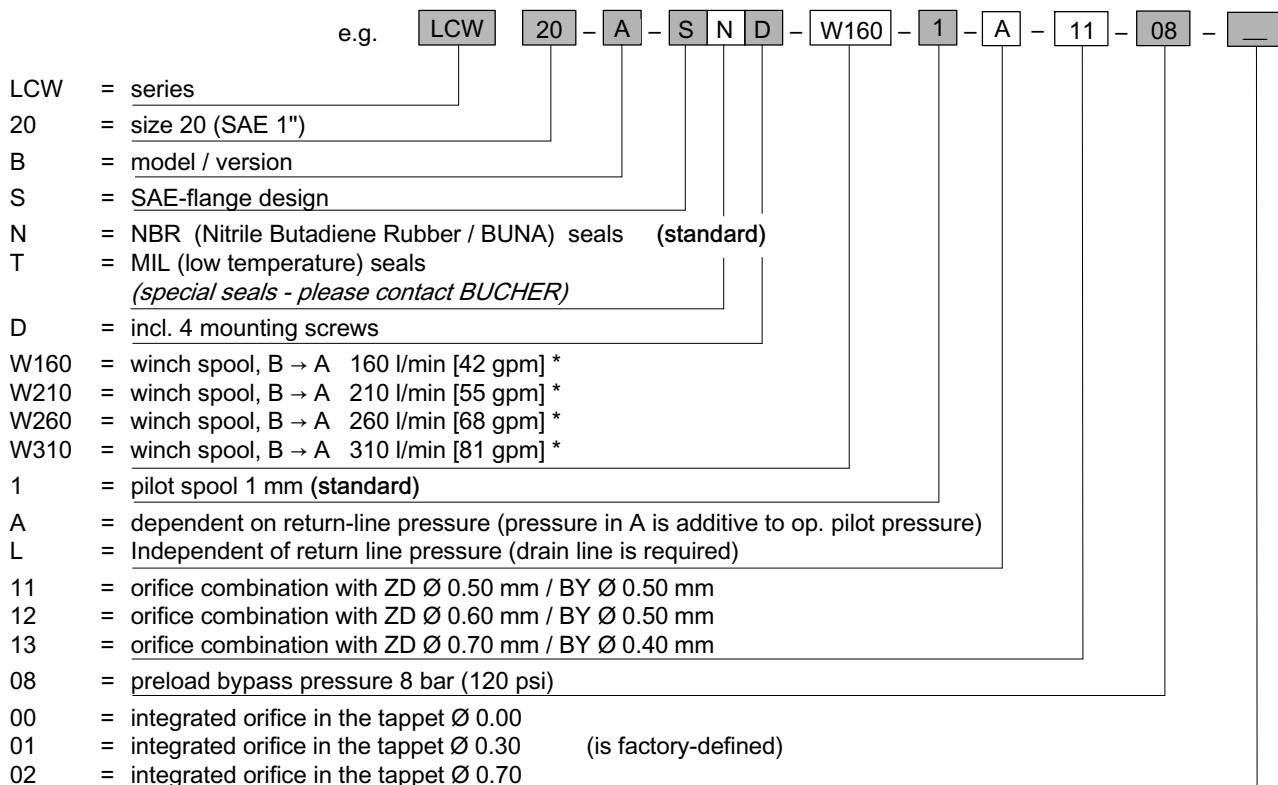 e.g. LCW 20 – A – S N D – W160 – 1 – A – 11 – 08 – __
LCW = series
20 = size 20 (SAE 1")
B = model / version
S = SAE-flange design
N = NBR (Nitrile Butadiene Rubber / BUNA) seals (standard)
T = MIL (low temperature) seals
(special seals - please contact BUCHER)
D = incl. 4 mounting screws
W160 = winch spool, B → A 160 l/min [42 gpm] *
W210 = winch spool, B → A 210 l/min [55 gpm] *
W260 = winch spool, B → A 260 l/min [68 gpm] *
W310 = winch spool, B → A 310 l/min [81 gpm] *
1 = pilot spool 1 mm (standard)
A = dependent on return-line pressure (pressure in A is additive to op. pilot pressure)
L = Independent of return line pressure (drain line is required)
11 = orifice combination with ZD Ø 0.50 mm / BY Ø 0.50 mm
12 = orifice combination with ZD Ø 0.60 mm / BY Ø 0.50 mm
13 = orifice combination with ZD Ø 0.70 mm / BY Ø 0.40 mm
08 = preload bypass pressure 8 bar (120 psi)
00 = integrated orifice in the tappet Ø 0.00
01 = integrated orifice in the tappet Ø 0.30 (is factory-defined)
02 = integrated orifice in the tappet Ø 0.70